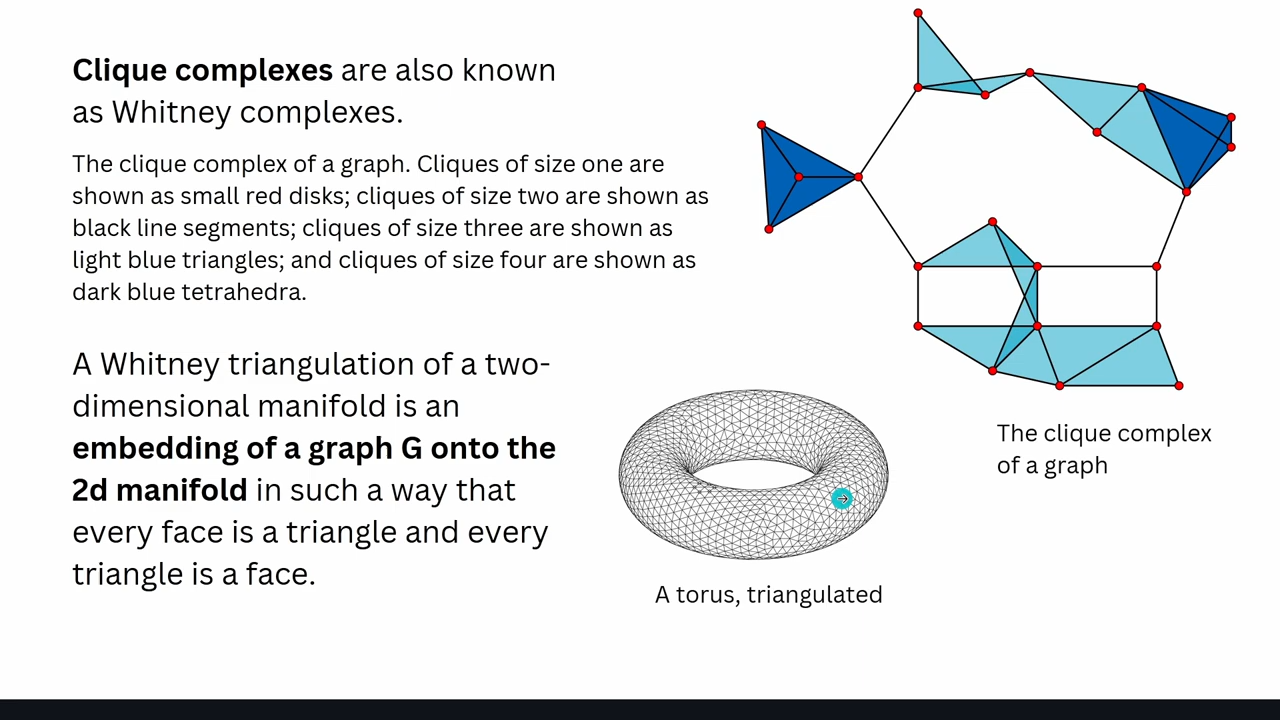 Clique complexes are also known
as Whitney complexes.
The clique complex of a graph. Cliques of size one are
shown as small red disks; cliques of size two are shown as
black line segments; cliques of size three are shown as
light blue triangles; and cliques of size four are shown as
dark blue tetrahedra.
A Whitney triangulation of a two-
dimensional manifold is an
embedding of a graph G onto the
2d manifold in such a way that
every face is a triangle and every
triangle is a face.
The clique complex
of a graph
A torus, triangulated